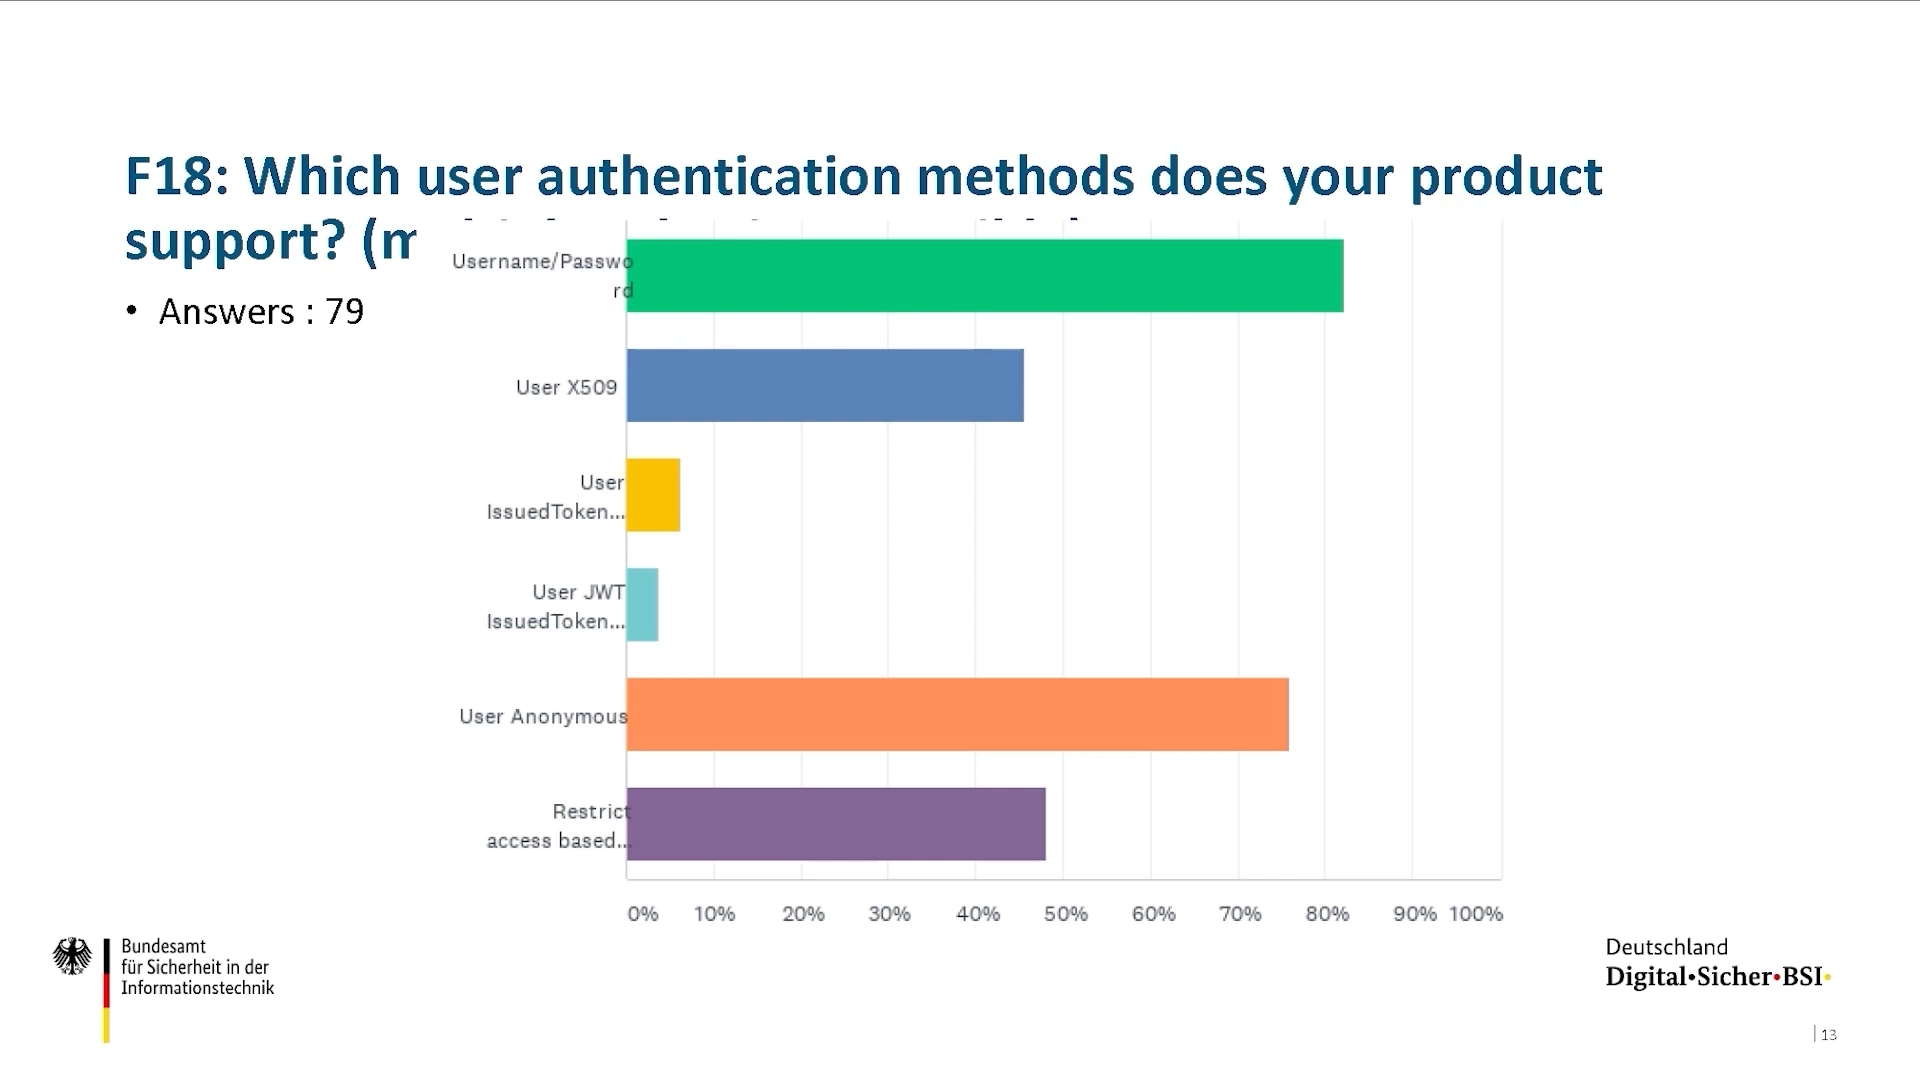 F18: Which user authentication methods does your product
support? (m
• Answers : 79
Username/Passwo
rd
User X509
User
IssuedToken...
User JWT
IssuedToken...
User Anonymous
Restrict
access based...
0% 10% 20% 30% 40% 50% 60% 70% 80% 90% 100%
Bundesamt
für Sicherheit in der
Informationstechnik
Deutschland
Digital•Sicher•BSI•
13